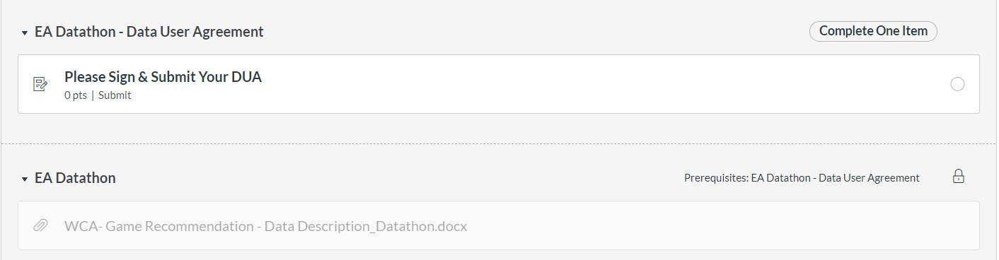 EA Datathon - Data User Agreement
Complete One Item
Please Sign & Submit Your DUA
0 pts | Submit
EA Datathon
Prerequisites: EA Datathon - Data User Agreement
WCA- Game Recommendation - Data Description_Datathon.docx